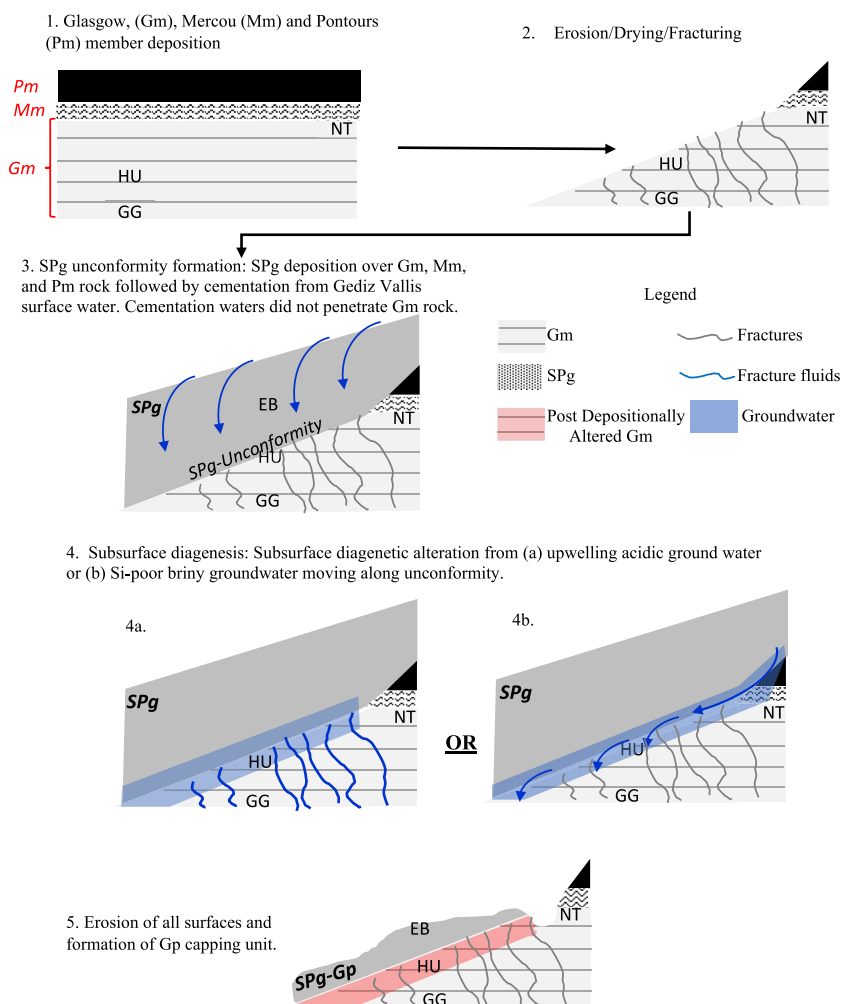 1. Glasgow, (Gm), Mercou (Mm) and Pontours
(Pm) member deposition
Pm
Mm
Gm
NT
HU
GG
2. Erosion/Drying/Fracturing
NT
HU
GG
3. SPg unconformity formation: SPg deposition over Gm, Mm,
and Pm rock followed by cementation from Gediz Vallis
surface water. Cementation waters did not penetrate Gm rock.
SPg
EB
NT
SPg-Unconformity
HU
GG
Legend
Gm
Fractures
SPg
Fracture fluids
Post Depositionally
Altered Gm
Groundwater
4. Subsurface diagenesis: Subsurface diagenetic alteration from (a) upwelling acidic ground water
or (b) Si-poor briny groundwater moving along unconformity.
4a.
SPg
NT
HU
GG
OR
4b.
SPg
NT
HU
GG
5. Erosion of all surfaces and
formation of Gp capping unit.
NT
EB
HU
SPg-Gp
GG